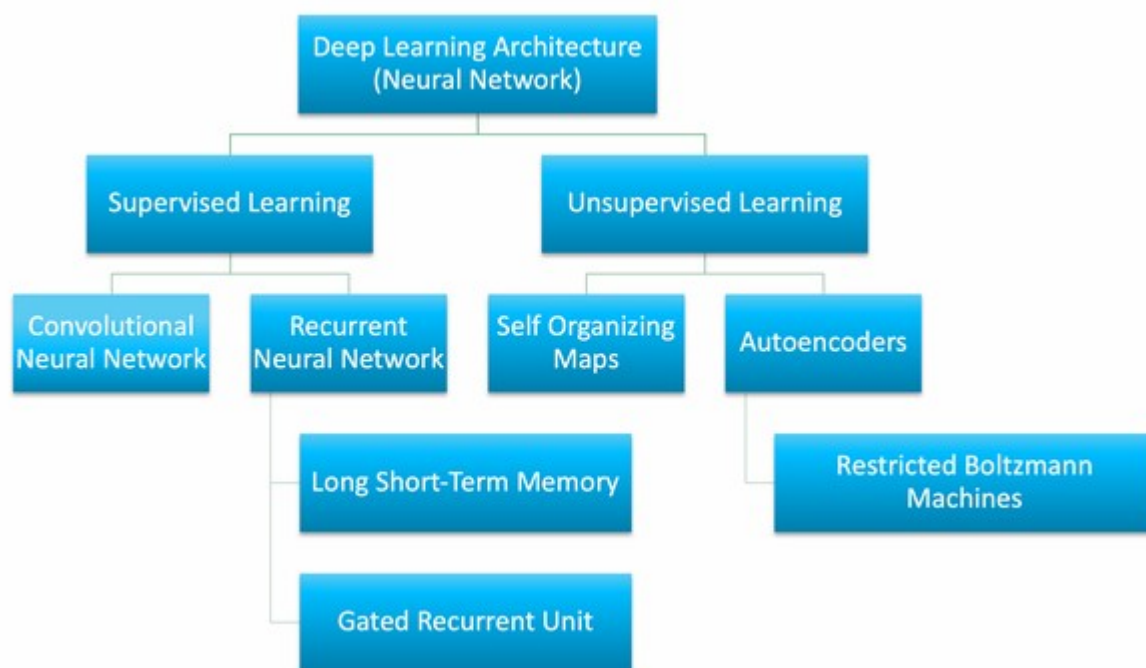 Deep Learning Architecture
(Neural Network)
Supervised Learning
Unsupervised Learning
Convolutional
Neural Network
Recurrent
Neural Network
Self Organizing
Maps
Autoencoders
Long Short-Term Memory
Restricted Boltzmann
Machines
Gated Recurrent Unit